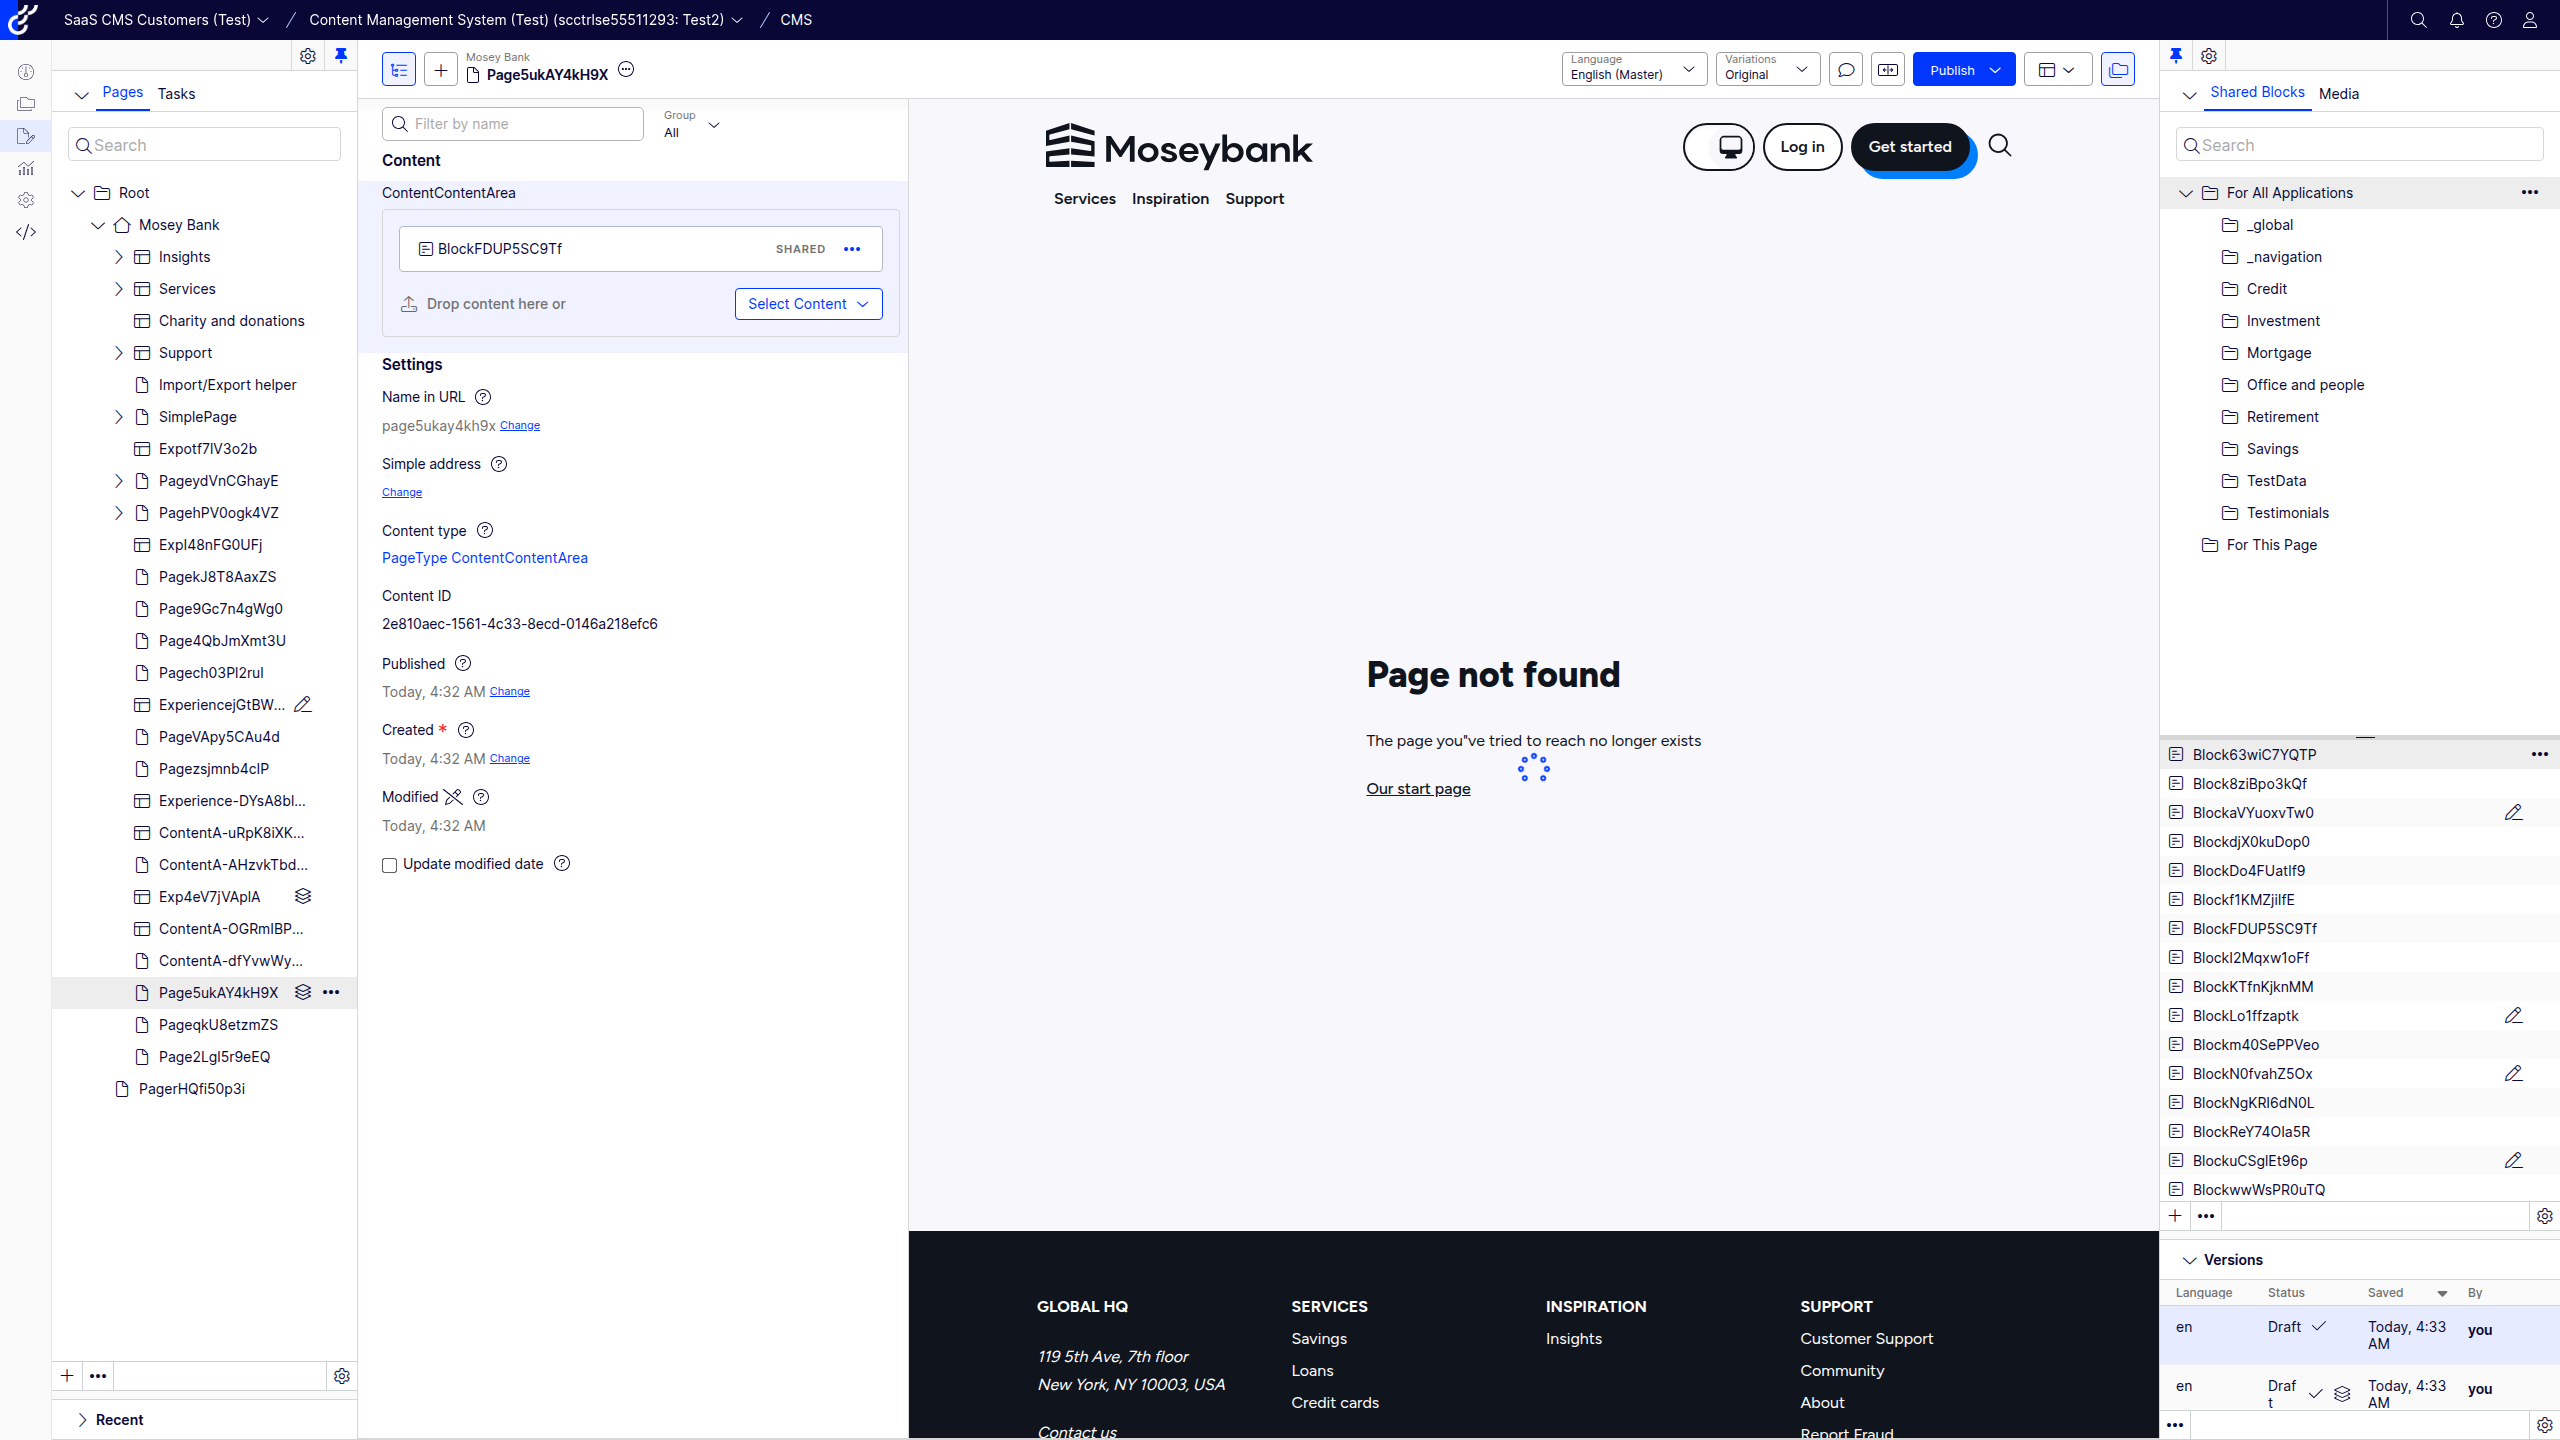 SaaS CMS Customers (Test)
Content Management System (Test) (scctrlse55511293: Test2)
CMS
Pages
Tasks
Search
Root
Mosey Bank
Insights
Services
Charity and donations
Support
Import/Export helper
SimplePage
Expotf7lV3o2b
PageydVnCGhayE
PagehPV0ogk4VZ
Expl48nFG0UFj
PagekJ8T8AaxZS
Page9Gc7n4gWg0
Page4QbJmXmt3U
Pagech03Pl2rul
ExperiencejGtBW...
PageVApy5CAu4d
Pagezsjmnb4clP
Experience-DYsA8bl...
ContentA-uRpK8iXK...
ContentA-AHzvkTbd...
Exp4eV7jVAplA
ContentA-OGRmlBP...
ContentA-dfYvwWy...
Page5ukAY4kH9X
PageqkU8etzmZS
Page2Lgl5r9eEQ
PagerHQfi50p3i
Recent
Mosey Bank
Page5ukAY4kH9X
Language
English (Master)
Variations
Original
Publish
Filter by name
Group
All
Content
ContentContentArea
BlockFDUP5SC9Tf
SHARED
Drop content here or
Select Content
Settings
Name in URL
page5ukay4kh9x Change
Simple address
Change
Content type
PageType ContentContentArea
Content ID
2e810aec-1561-4c33-8ecd-0146a218efc6
Published
Today, 4:32 AM Change
Created *
Today, 4:32 AM Change
Modified
Today, 4:32 AM
Update modified date
Moseybank
Log in
Get started
Services
Inspiration
Support
Page not found
The page you"ve tried to reach no longer exists
Our start page
GLOBAL HQ
119 5th Ave, 7th floor
New York, NY 10003, USA
Contact us
SERVICES
Savings
Loans
Credit cards
INSPIRATION
Insights
SUPPORT
Customer Support
Community
About
Report Fraud
Shared Blocks
Media
Search
For All Applications
_global
_navigation
Credit
Investment
Mortgage
Office and people
Retirement
Savings
TestData
Testimonials
For This Page
Block63wiC7YQTP
Block8ziBpo3kQf
BlockaVYuoxvTw0
BlockdjX0kuDop0
BlockDo4FUatlf9
Blockf1KMZjilfE
BlockFDUP5SC9Tf
BlockI2Mqxw1oFf
BlockKTfnKjknMM
BlockLo1ffzaptk
Blockm40SePPVeo
BlockN0fvahZ5Ox
BlockNgKRl6dN0L
BlockReY74Ola5R
BlockuCSglEt96p
BlockwwWsPR0uTQ
Versions
Language
Status
Saved
By
en
Draft
Today, 4:33
AM
you
en
Draf
t
Today, 4:33
AM
you